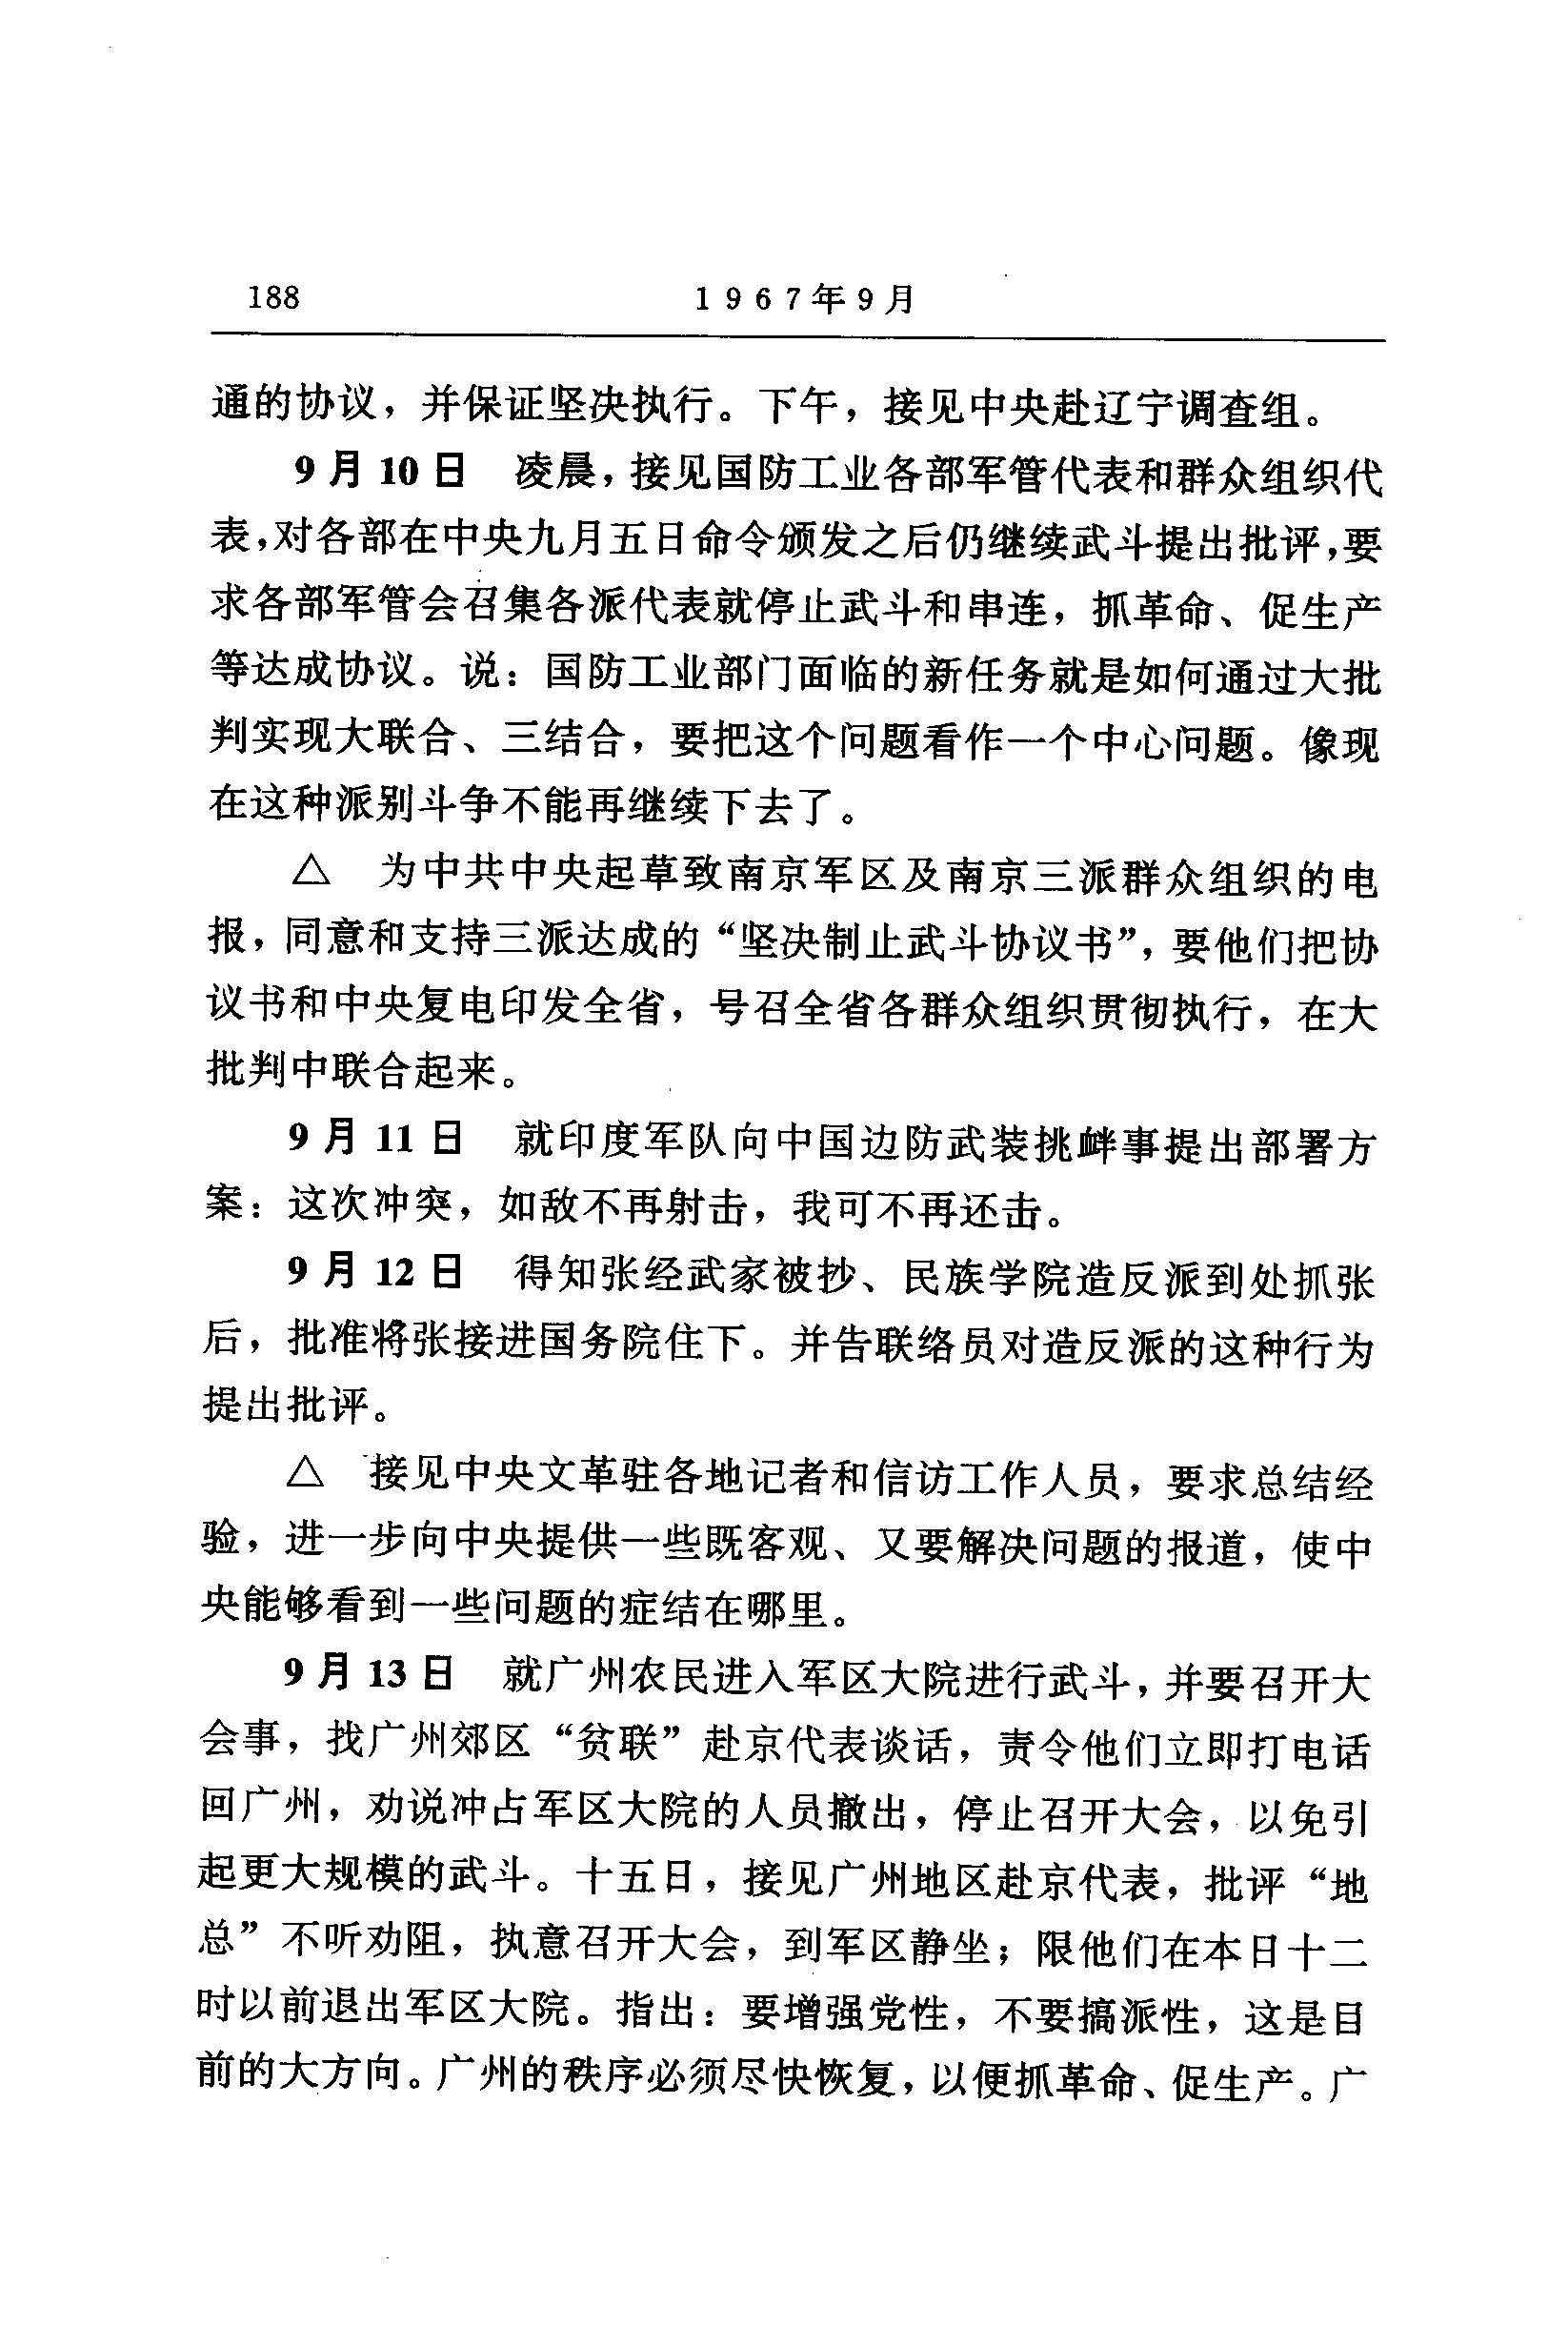 188
1967年9月
通的协议，并保证坚决执行。下午，接见中央赴辽宁调查组。
9月10日 凌晨，接见国防工业各部军管代表和群众组织代
表，对各部在中央九月五日命令颁发之后仍继续武斗提出批评，要
求各部军管会召集各派代表就停止武斗和串连，抓革命、促生产
等达成协议。说：国防工业部门面临的新任务就是如何通过大批
判实现大联合、三结合，要把这个问题看作一个中心问题。像现
在这种派别斗争不能再继续下去了。
△ 为中共中央起草致南京军区及南京三派群众组织的电
报，同意和支持三派达成的“坚决制止武斗协议书”，要他们把协
议书和中央复电印发全省，号召全省各群众组织贯彻执行，在大
批判中联合起来。
9月11日 就印度军队向中国边防武装挑衅事提出部署方
案：这次冲突，如敌不再射击，我可不再还击。
9月12日 得知张经武家被抄、民族学院造反派到处抓张
后，批准将张接进国务院住下。并告联络员对造反派的这种行为
提出批评。
△ 接见中央文革驻各地记者和信访工作人员，要求总结经
验，进一步向中央提供一些既客观、又要解决问题的报道，使中
央能够看到一些问题的症结在哪里。
9月13日 就广州农民进入军区大院进行武斗，并要召开大
会事，找广州郊区“贫联”赴京代表谈话，责令他们立即打电话
回广州，劝说冲占军区大院的人员撤出，停止召开大会，以免引
起更大规模的武斗。十五日，接见广州地区赴京代表，批评“地
总”不听劝阻，执意召开大会，到军区静坐；限他们在本日十二
时以前退出军区大院。指出：要增强党性，不要搞派性，这是目
前的大方向。广州的秩序必须尽快恢复，以便抓革命、促生产。广